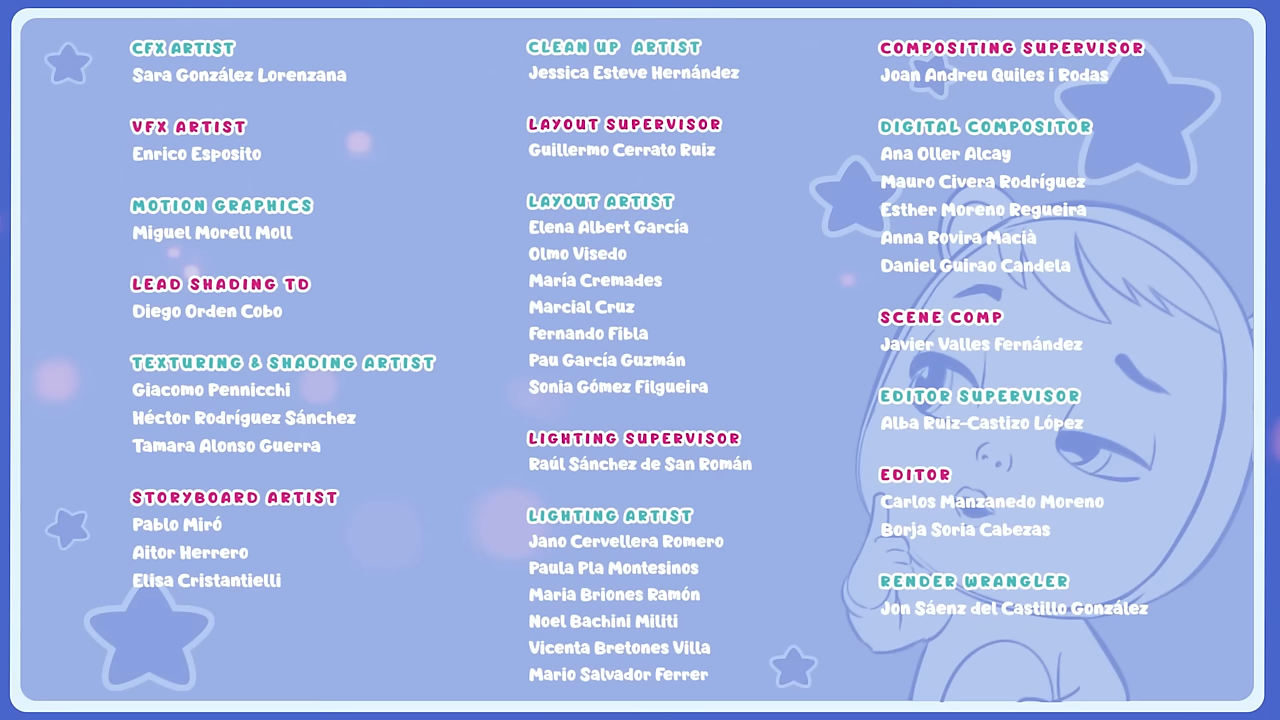 CFX ARTIST
Sara González Lorenzana
VFX ARTIST
Enrico Esposito
MOTION GRAPHICS
Miguel Morell Moll
LEAD SHADING TD
Diego Orden Cobo
TEXTURING & SHADING ARTIST
Giacomo Pennicchi
Héctor Rodríguez Sánchez
Tamara Alonso Guerra
STORYBOARD ARTIST
Pablo Miró
Aitor Herrero
Elisa Cristantielli
CLEAN UP ARTIST
Jessica Esteve Hernández
LAYOUT SUPERVISOR
Guillermo Cerrato Ruiz
LAYOUT ARTIST
Elena Albert García
Olmo Visedo
María Cremades
Marcial Cruz
Fernando Fibla
Pau García Guzmán
Sonia Gómez Filgueira
LIGHTING SUPERVISOR
Raúl Sánchez de San Román
LIGHTING ARTIST
Jano Cervellera Romero
Paula Pla Montesinos
Maria Briones Ramón
Noel Bachini Militi
Vicenta Bretones Villa
Mario Salvador Ferrer
COMPOSITING SUPERVISOR
Joan Andreu Quiles i Rodas
DIGITAL COMPOSITOR
Ana Oller Alcay
Mauro Civera Rodríguez
Esther Moreno Regueira
Anna Rovira Macià
Daniel Guirao Candela
SCENE COMP
Javier Valles Fernández
EDITOR SUPERVISOR
Alba Ruiz-Castizo López
EDITOR
Carlos Manzanedo Moreno
Borja Soria Cabezas
RENDER WRANGLER
Jon Sáenz del Castillo González